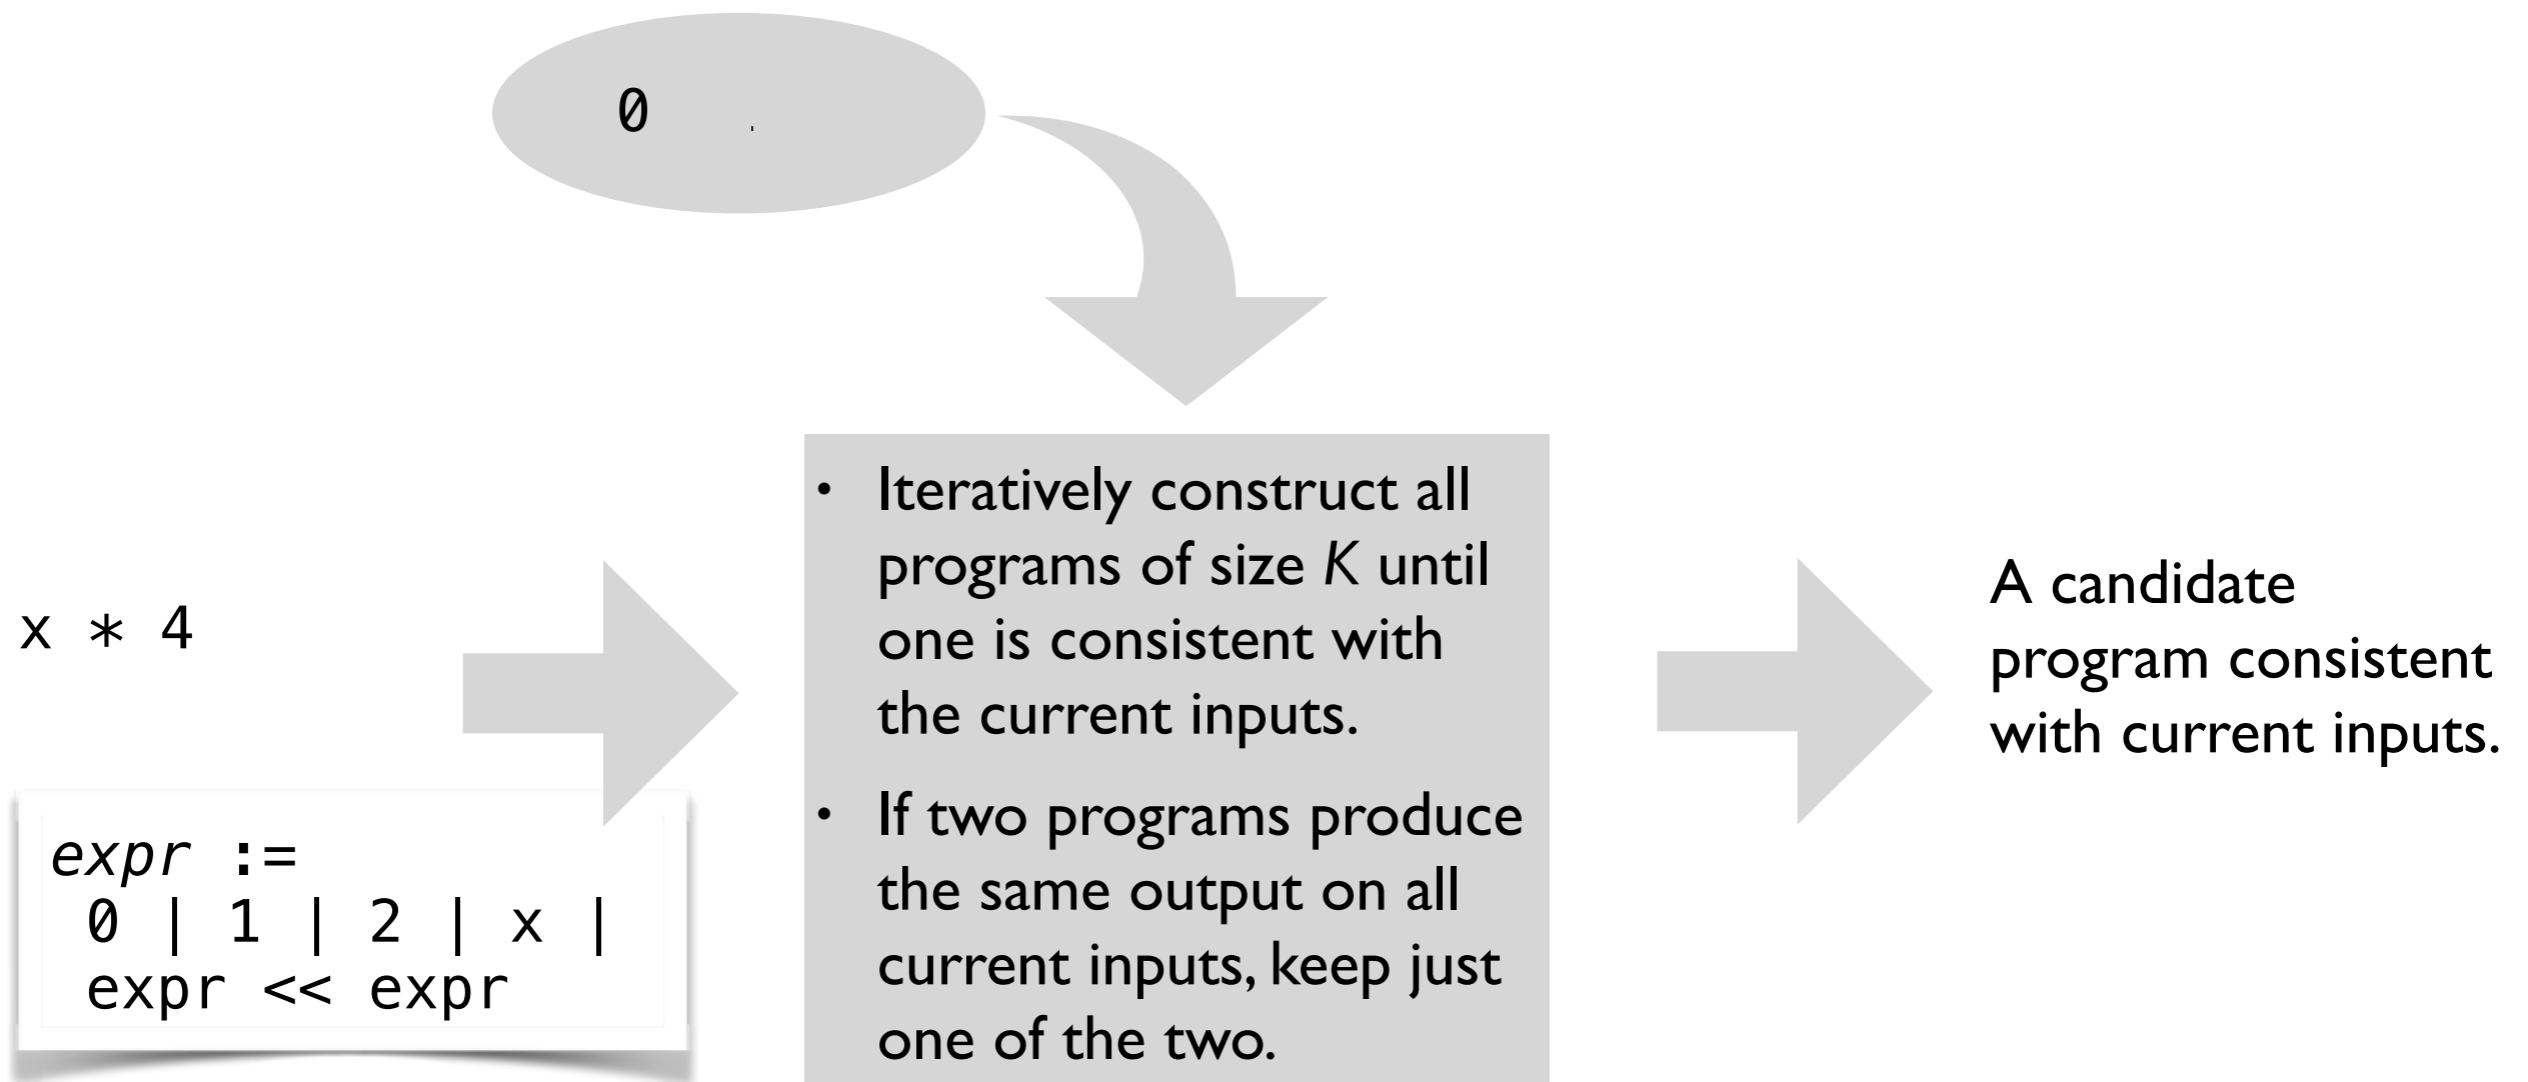 0
x * 4
expr :=
0 | 1 | 2 | x |
expr << expr
• Iteratively construct all
programs of size K until
one is consistent with
the current inputs.
• If two programs produce
the same output on all
current inputs, keep just
one of the two.
A candidate
program consistent
with current inputs.